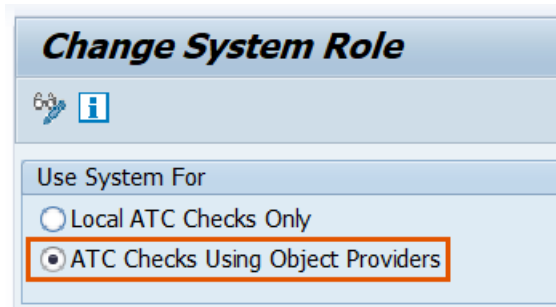 Change System Role
Use System For
Local ATC Checks Only
ATC Checks Using Object Providers